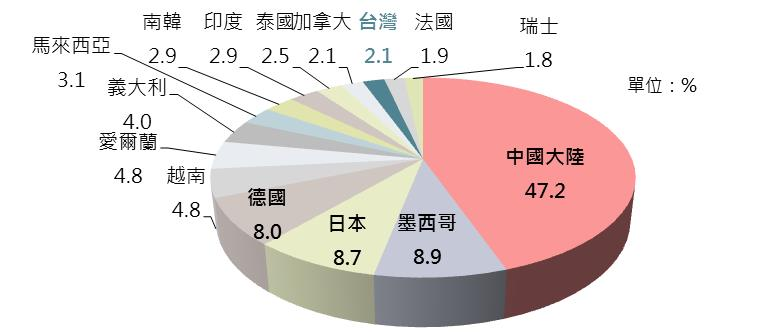 南韓
2.9
印度
2.9
泰國
2.5
加拿大
2.1
台灣
2.1
法國
1.9
瑞士
1.8
單位：%
馬來西亞
3.1
義大利
4.0
愛爾蘭
4.8
越南
4.8
德國
8.0
日本
8.7
墨西哥
8.9
中國大陸
47.2